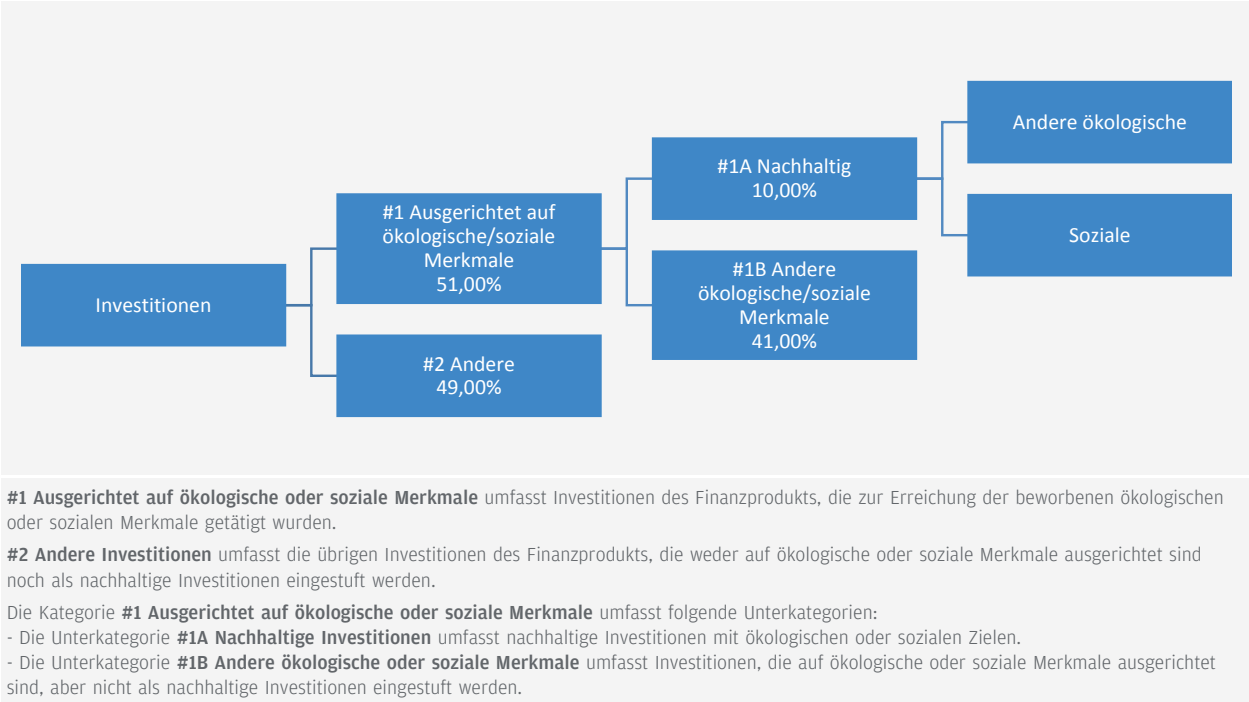 Investitionen
#1 Ausgerichtet auf
ökologische/soziale
Merkmale
51,00%
#2 Andere
49,00%
#1A Nachhaltig
10,00%
#1B Andere
ökologische/soziale
Merkmale
41,00%
Andere ökologische
Soziale
#1 Ausgerichtet auf ökologische oder soziale Merkmale umfasst Investitionen des Finanzprodukts, die zur Erreichung der beworbenen ökologischen
oder sozialen Merkmale getätigt wurden.
#2 Andere Investitionen umfasst die übrigen Investitionen des Finanzprodukts, die weder auf ökologische oder soziale Merkmale ausgerichtet sind
noch als nachhaltige Investitionen eingestuft werden.
Die Kategorie #1 Ausgerichtet auf ökologische oder soziale Merkmale umfasst folgende Unterkategorien:
- Die Unterkategorie #1A Nachhaltige Investitionen umfasst nachhaltige Investitionen mit ökologischen oder sozialen Zielen.
- Die Unterkategorie #1B Andere ökologische oder soziale Merkmale umfasst Investitionen, die auf ökologische oder soziale Merkmale ausgerichtet
sind, aber nicht als nachhaltige Investitionen eingestuft werden.